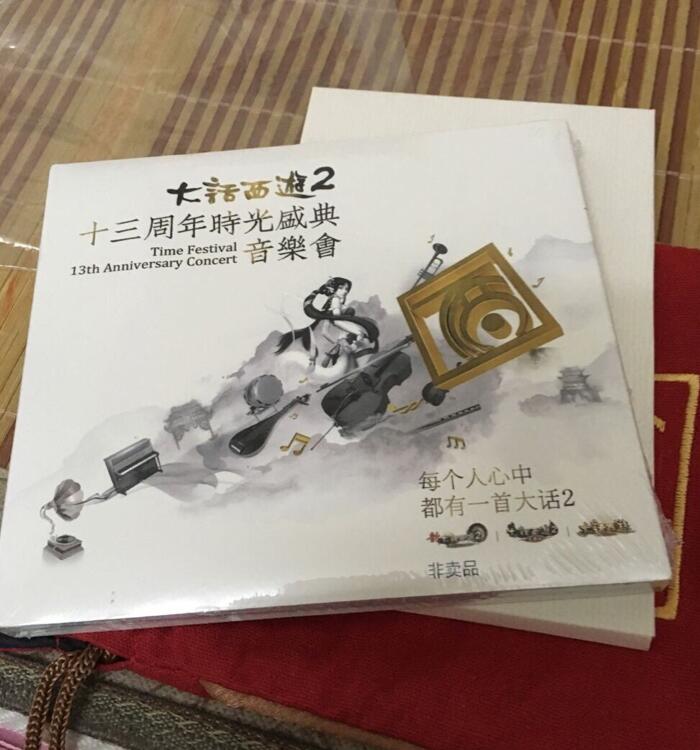 大話西遊2
十三周年時光盛典
Time Festival
13th Anniversary Concert
音樂會
每个人心中
都有一首大话2
非卖品